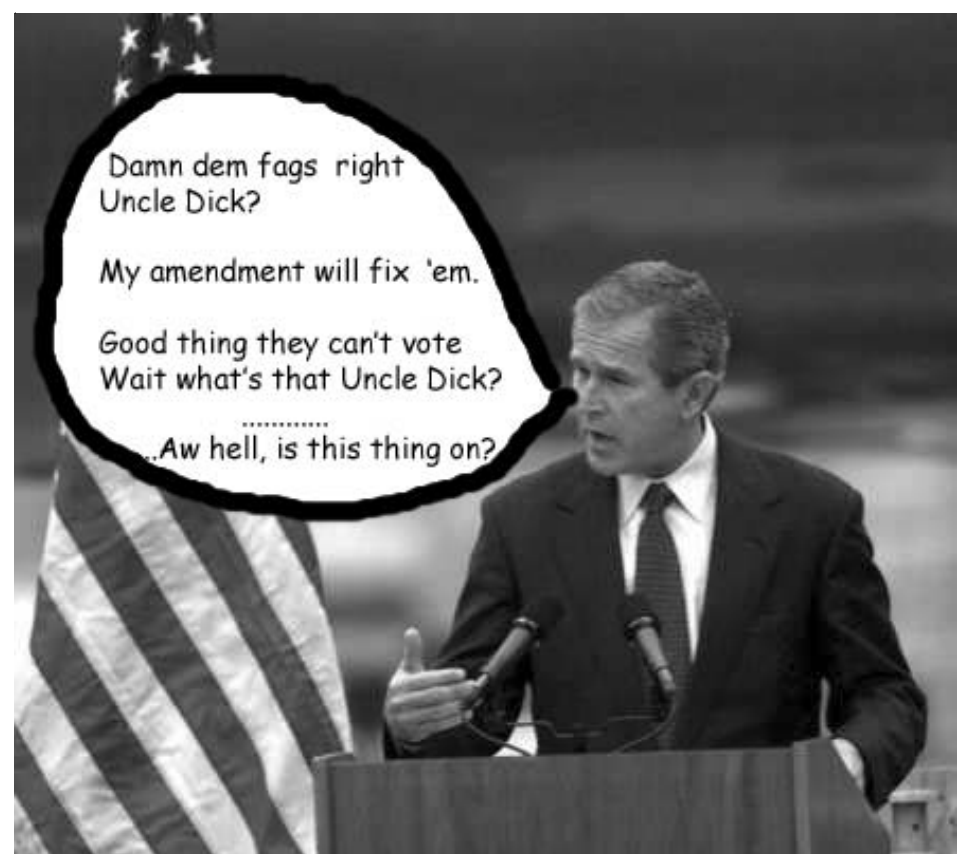 Damn dem fags right
Uncle Dick?
My amendment will fix 'em.
Good thing they can't vote
Wait what's that Uncle Dick?
............
..Aw hell, is this thing on?